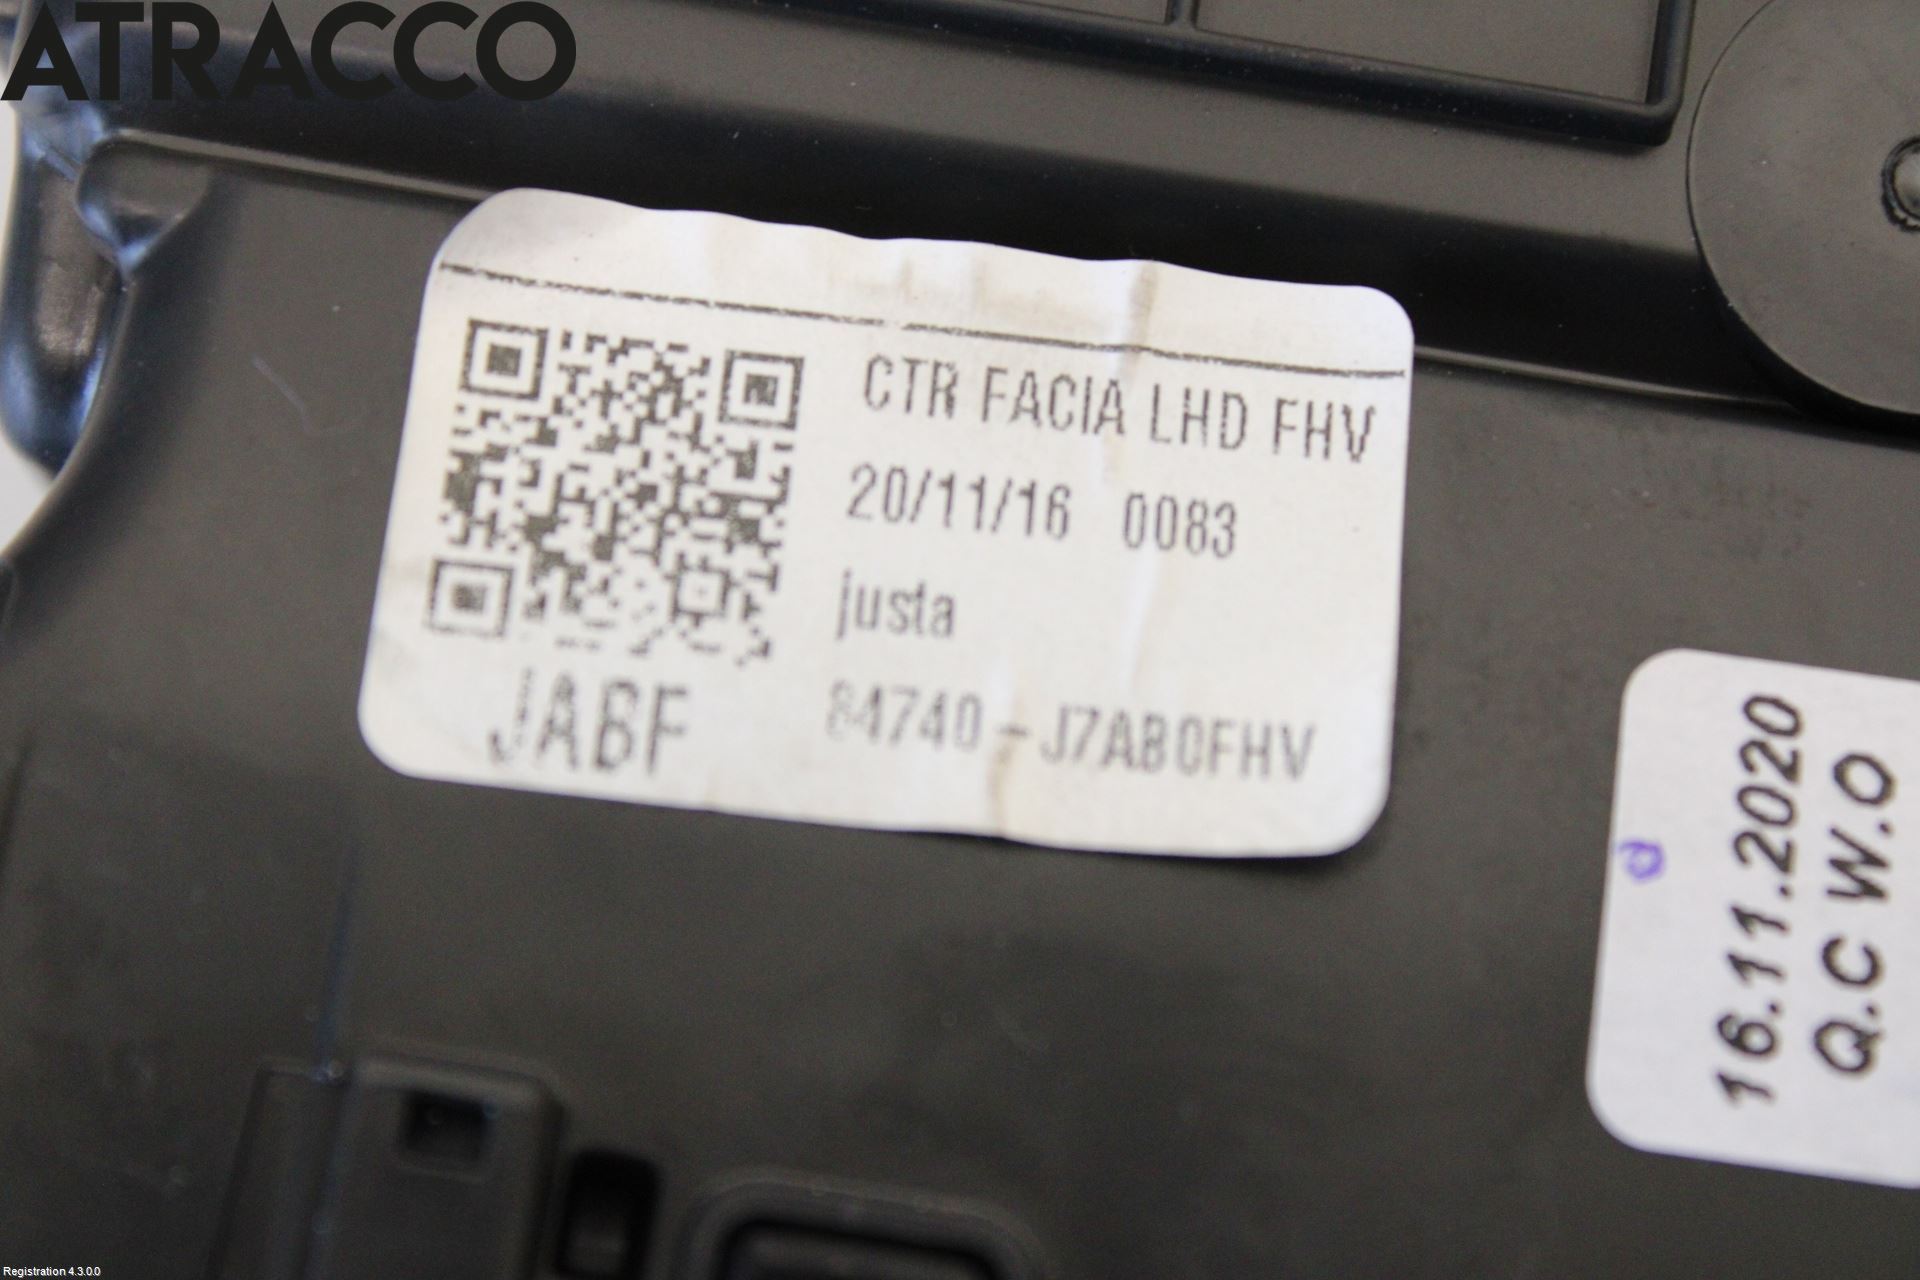 ATRACCO
CTR FACIA LHD FHV
20/11/16 0083
justa
84740-J7AB0FHV
JABF
16.11.2020
Q.C W.O
Registration 4.3.0.0